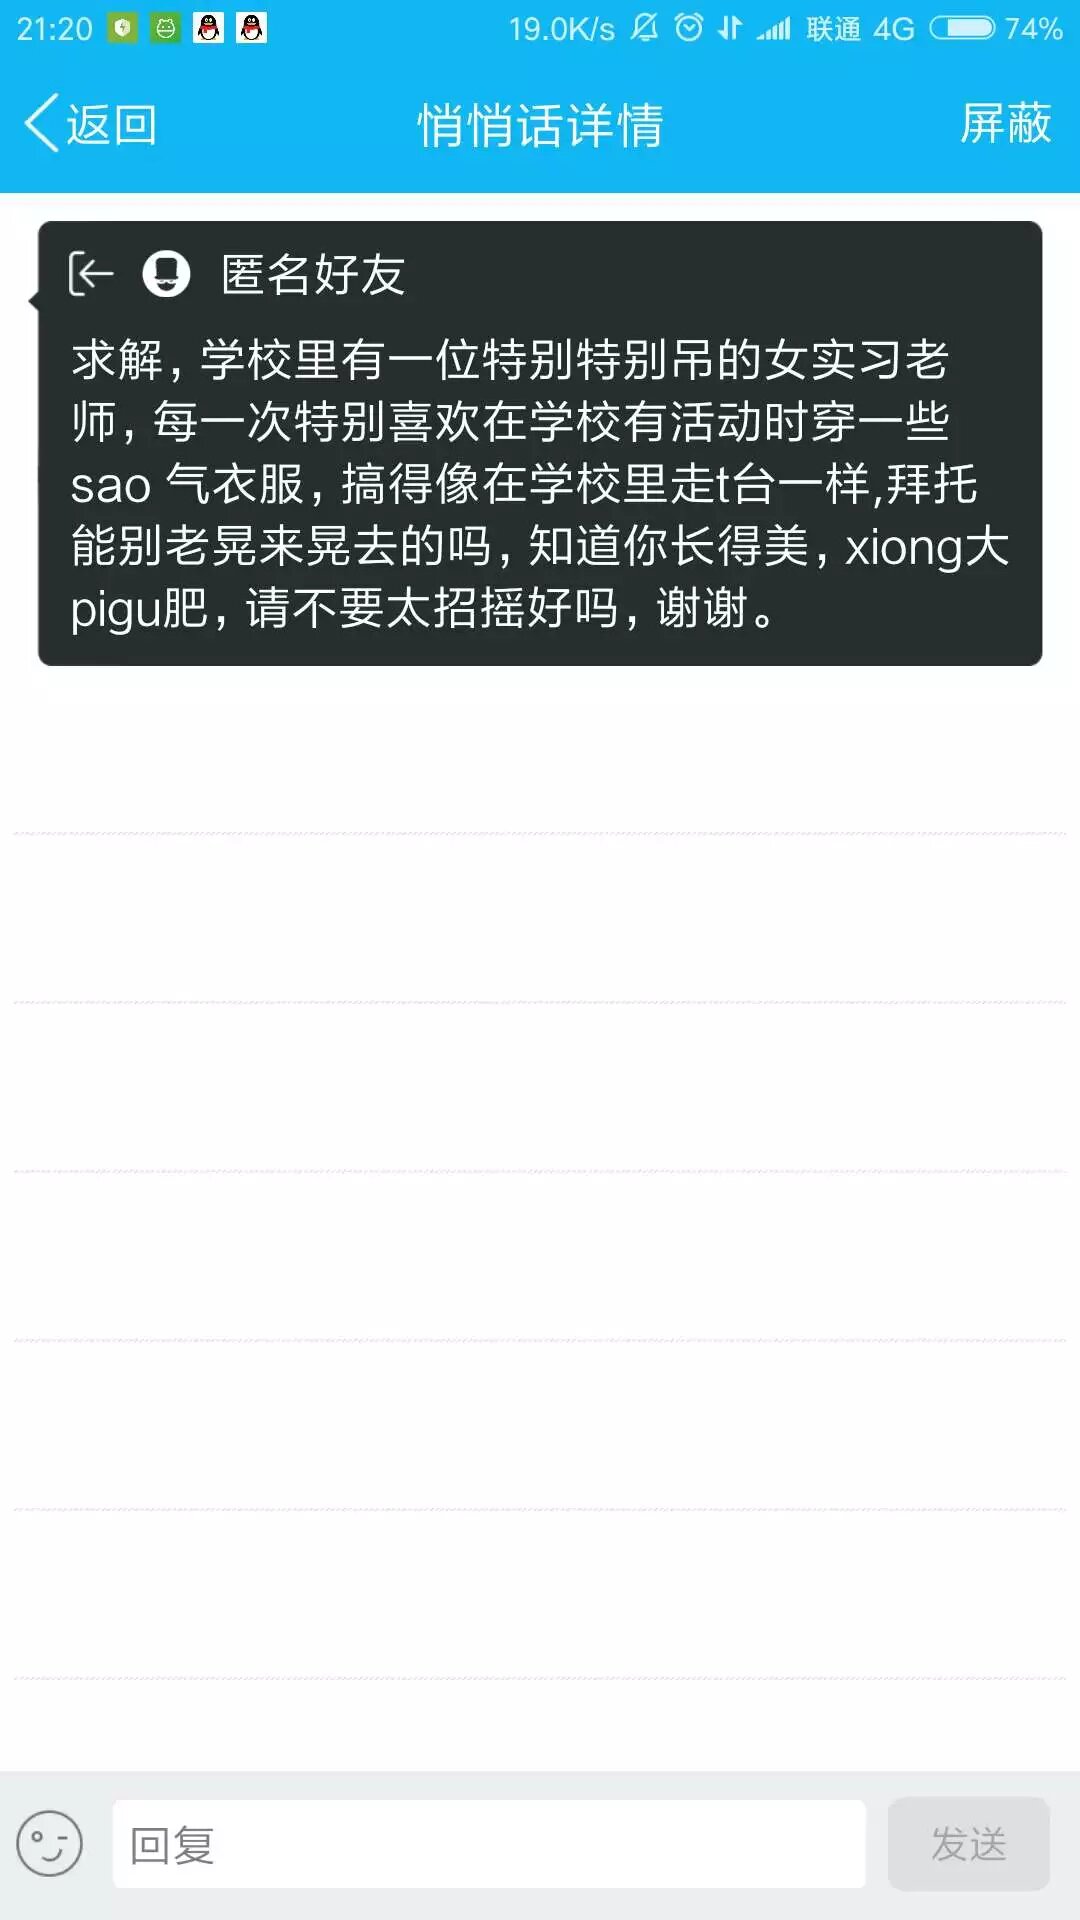 21:20 19.0K/s 联通 4G 74%
返回 悄悄话详情 屏蔽
匿名好友
求解，学校里有一位特别特别吊的女实习老
师，每一次特别喜欢在学校有活动时穿一些
sao 气衣服，搞得像在学校里走t台一样,拜托
能别老晃来晃去的吗，知道你长得美，xiong大
pigu肥，请不要太招摇好吗，谢谢。
回复 发送